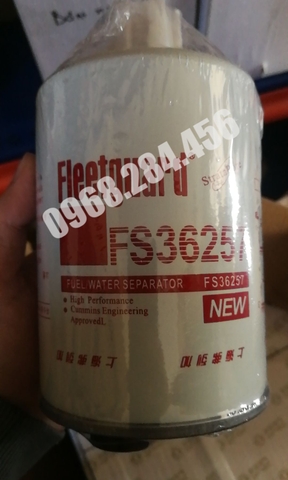 Fleetguard
0968.284.456
FS36257
FUEL/WATER SEPARATOR FS36257
High Performance
Cummins Engineering
Approved.
NEW